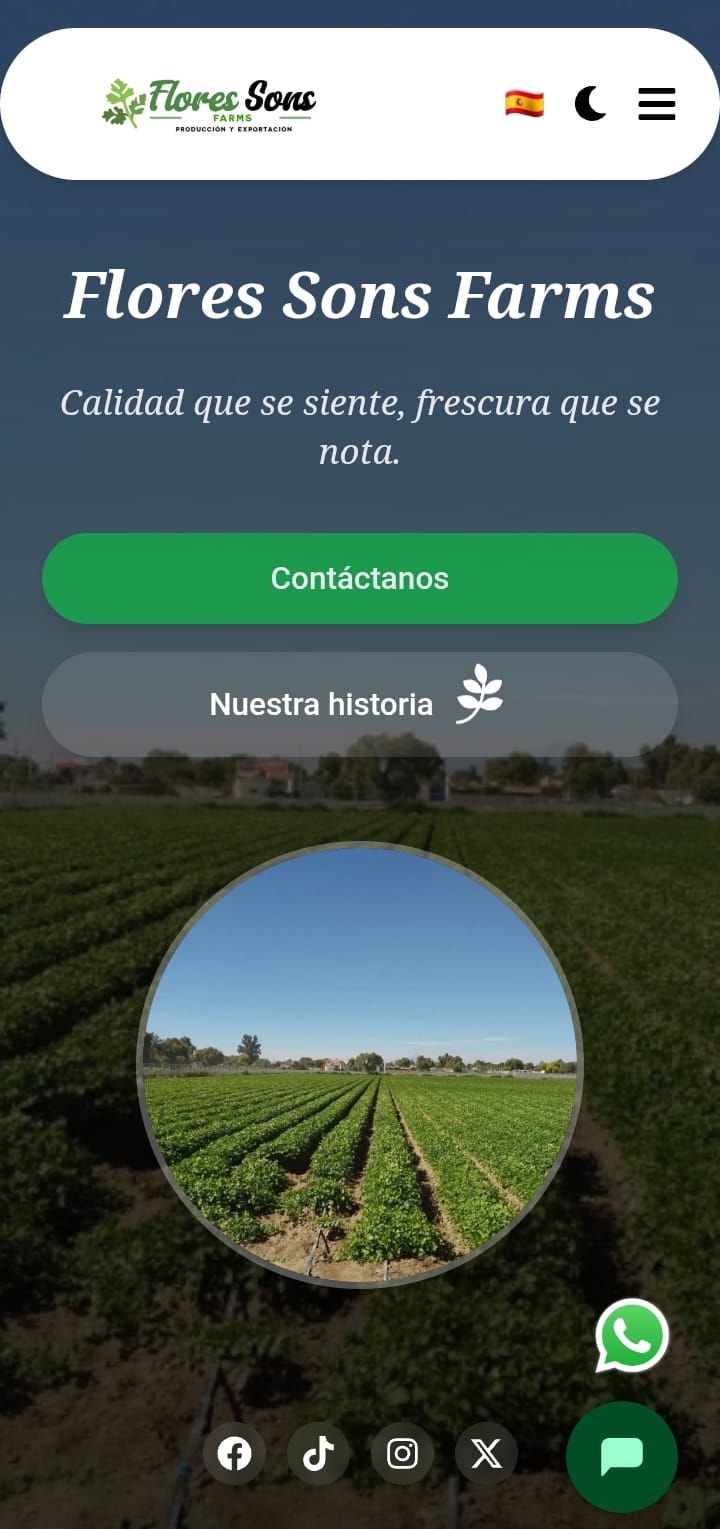 Flores Sons
FARMS
PRODUCCIÓN Y EXPORTACIÓN
Flores Sons Farms
Calidad que se siente, frescura que se
nota.
Contáctanos
Nuestra historia